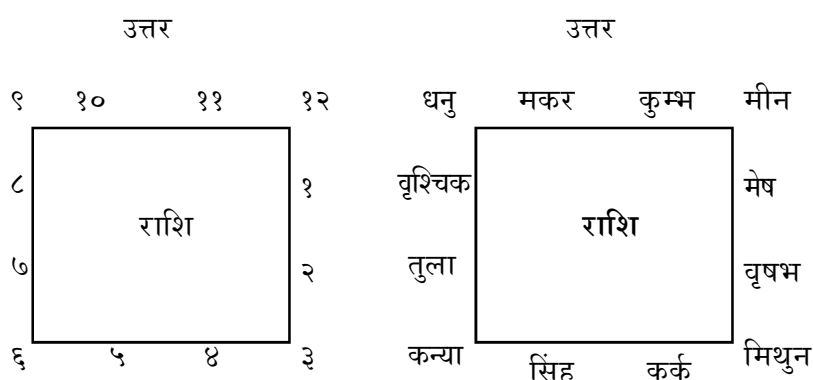 उत्तर उत्तर
९ १० ११ १२ धनु मकर कुम्भ मीन
८ १ वृश्चिक मेष
राशि राशि
७ २ तुला वृषभ
६ ५ ४ ३ कन्या सिंह कर्क मिथुन